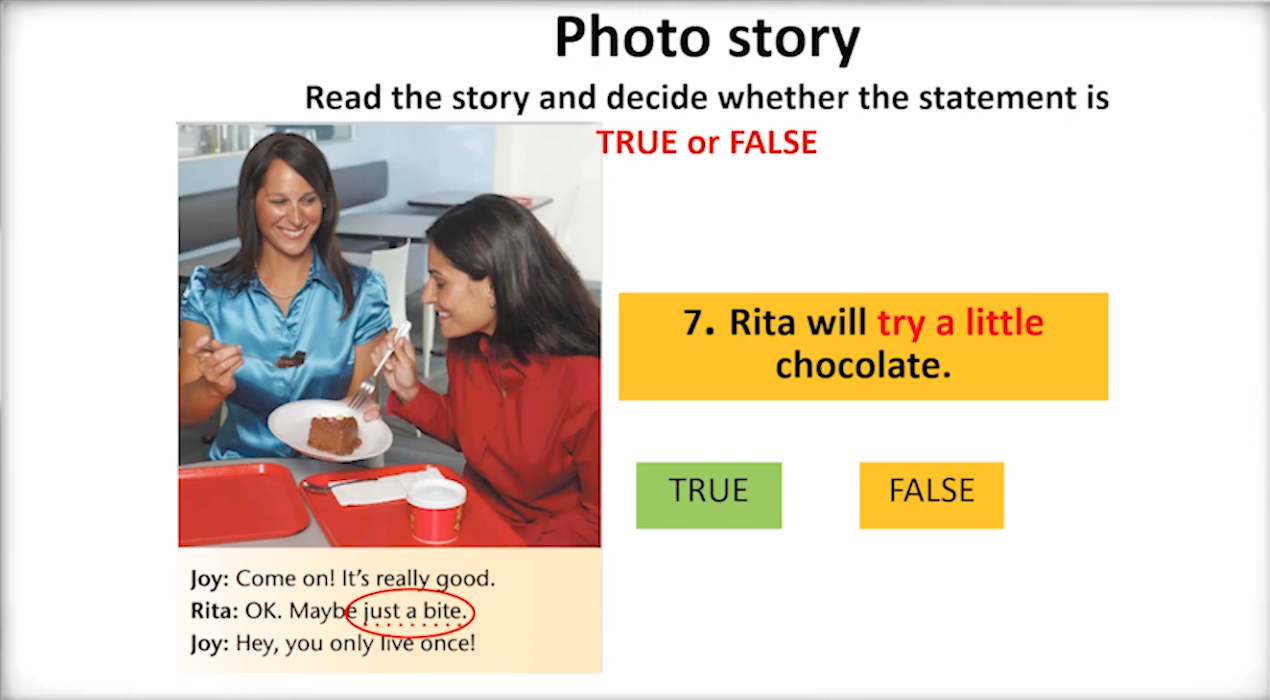 Photo story
Read the story and decide whether the statement is
TRUE or FALSE
7. Rita will try a little
chocolate.
TRUE
FALSE
Joy: Come on! It's really good.
Rita: OK. Maybe just a bite.
Joy: Hey, you only live once!